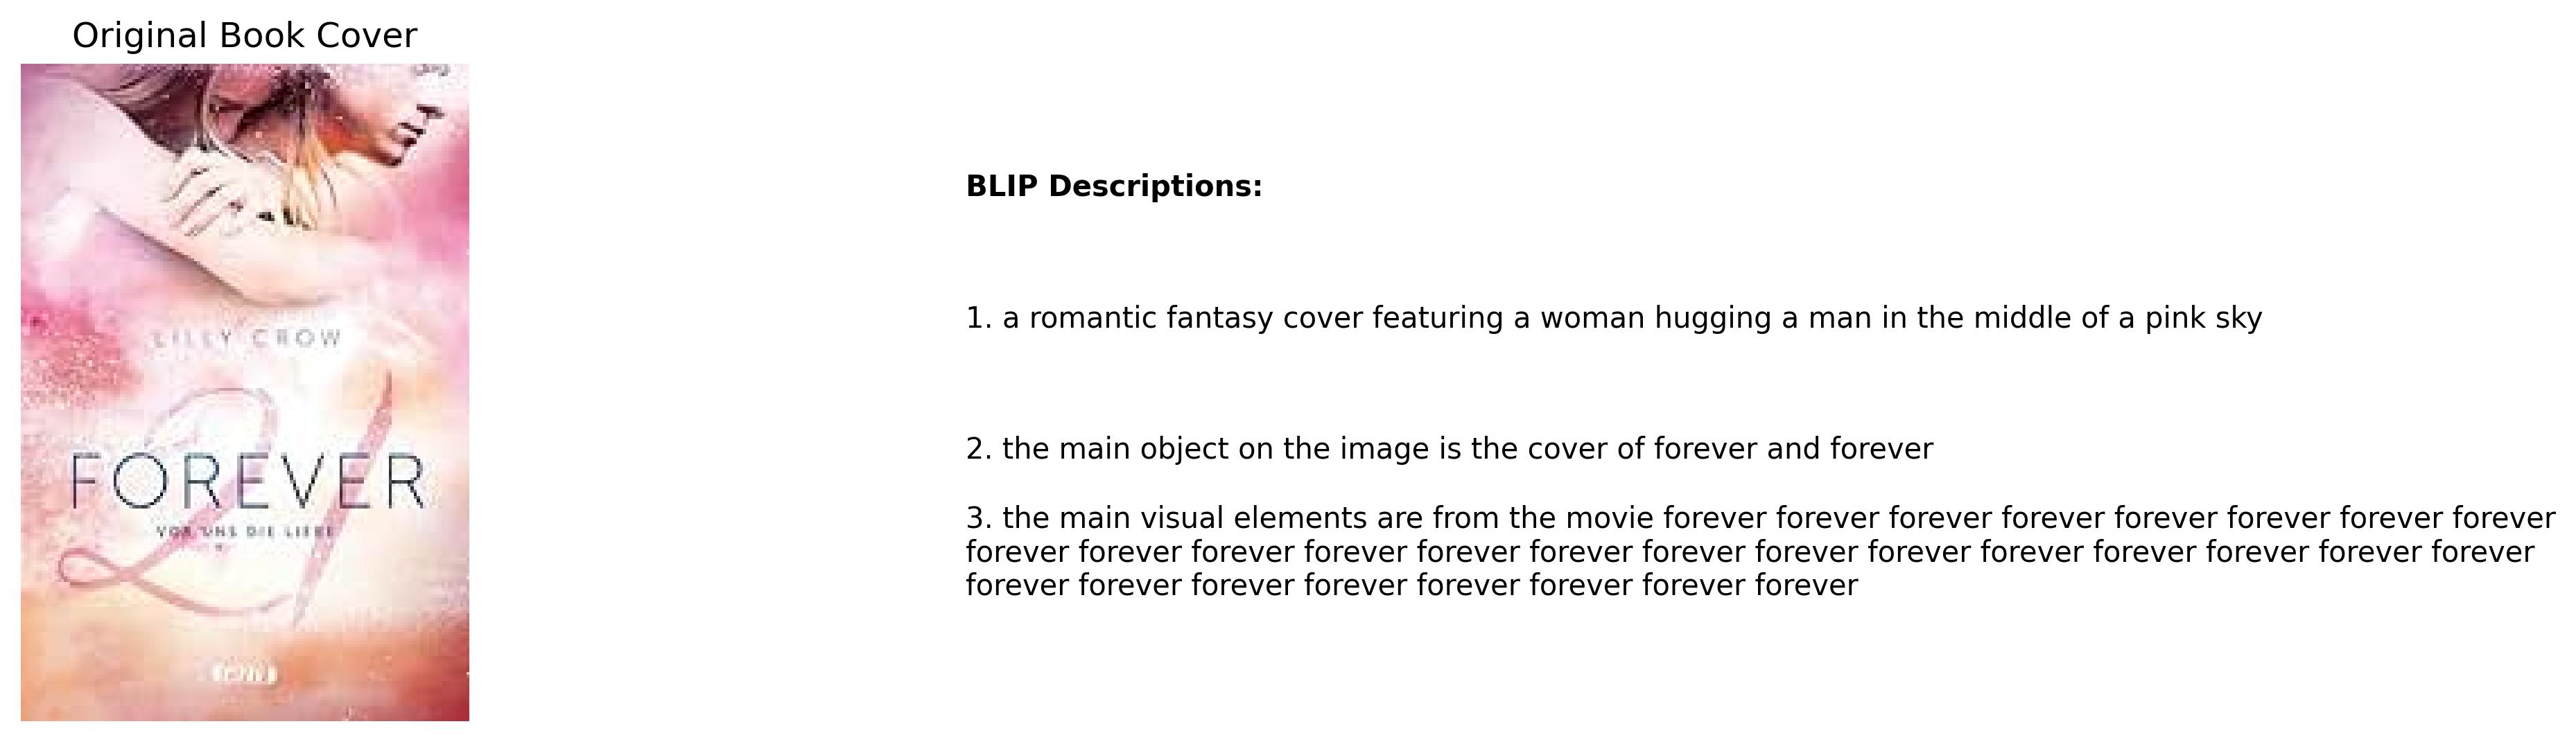 Original Book Cover
LILLY CROW
21
FOREVER
VOR UNS DIE LIEBE
BLIP Descriptions:
1. a romantic fantasy cover featuring a woman hugging a man in the middle of a pink sky
2. the main object on the image is the cover of forever and forever
3. the main visual elements are from the movie forever forever forever forever forever forever forever forever
forever forever forever forever forever forever forever forever forever forever forever forever forever forever
forever forever forever forever forever forever forever forever